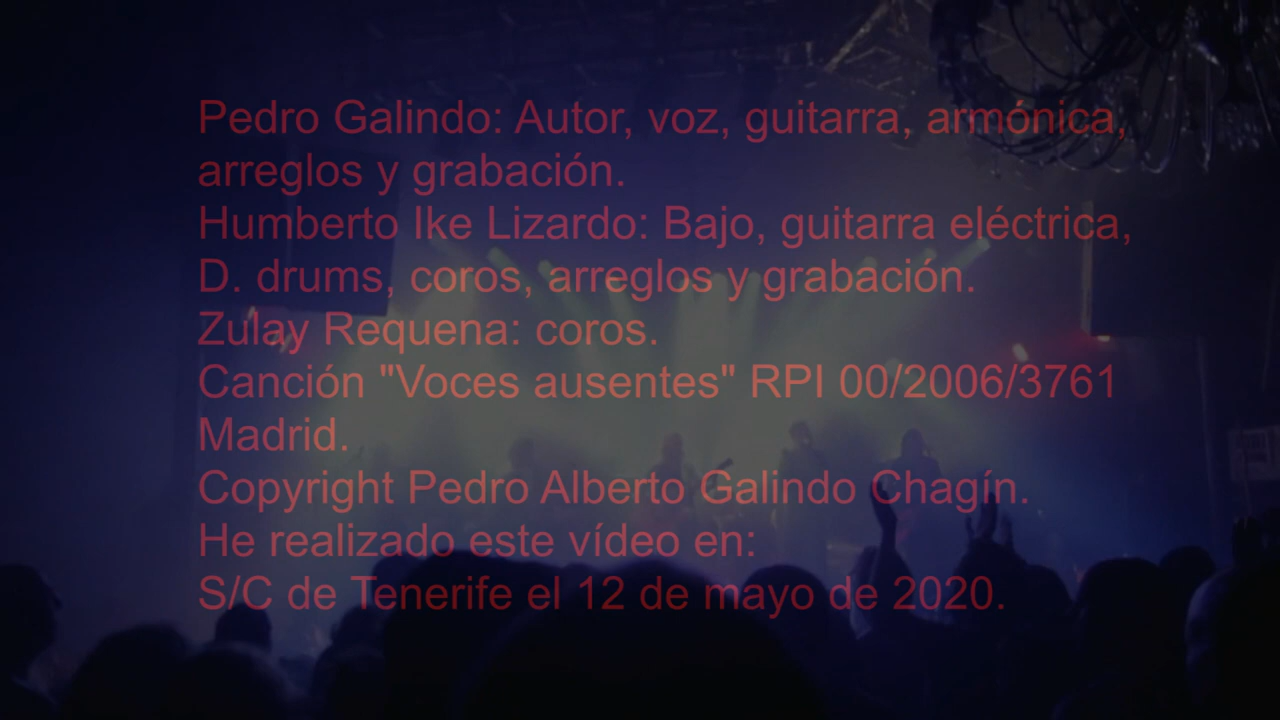 Pedro Galindo: Autor, voz, guitarra, armónica,
arreglos y grabación.
Humberto Ike Lizardo: Bajo, guitarra eléctrica,
D. drums, coros, arreglos y grabación.
Zulay Requena: coros.
Canción "Voces ausentes" RPI 00/2006/3761
Madrid.
Copyright Pedro Alberto Galindo Chagín.
He realizado este vídeo en:
S/C de Tenerife el 12 de mayo de 2020.